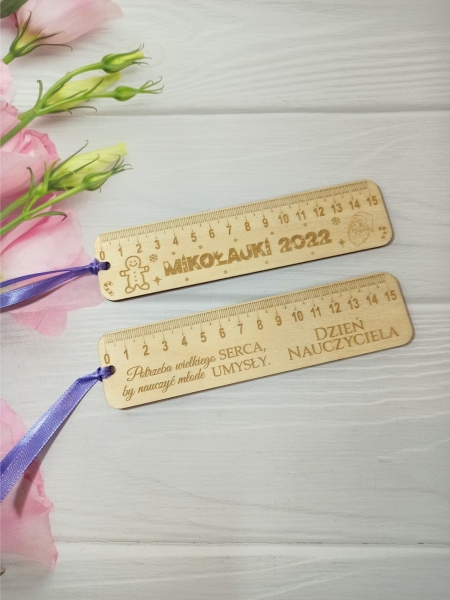 0 1 2 3 4 5 6 7 8 9 10 11 12 13 14 15
MIKOŁAJKI 2022
0 1 2 3 4 5 6 7 8 9 10 11 12 13 14 15
Potrzeba wielkiego SERCA,
by nauczyć młode UMYSŁY.
DZIEŃ
NAUCZYCIELA